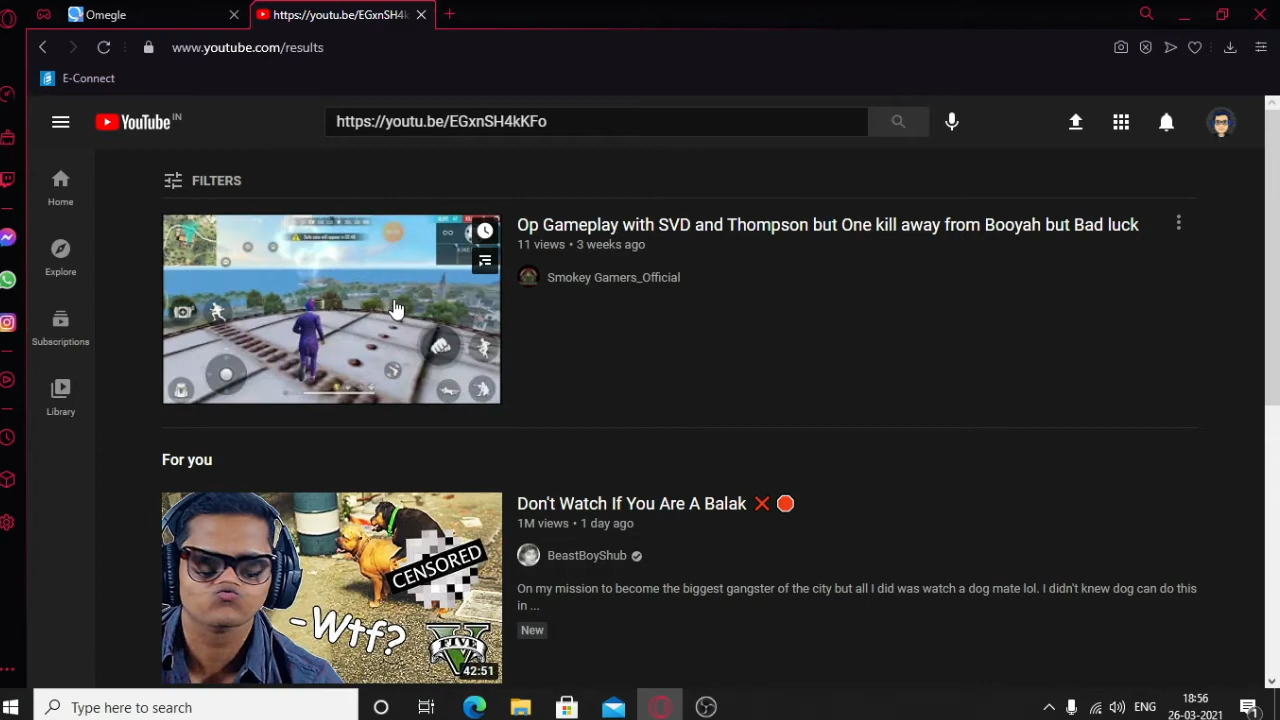 Omegle
https://youtu.be/EGxnSH4k
www.youtube.com/results
E-Connect
YouTube IN
https://youtu.be/EGxnSH4kKFo
FILTERS
Home
Explore
Subscriptions
Library
Op Gameplay with SVD and Thompson but One kill away from Booyan but Bad luck
11 views • 3 weeks ago
Smokey Gamers_Official
For you
CENSORED
-Wtf?
FIVE
42:51
Don't Watch If You Are A Balak
1M views • 1 day ago
BeastBoyShub
On my mission to become the biggest gangster of the city but all I did was watch a dog mate lol. I didn't knew dog can do this
in ...
New
Type here to search
ENG
18:56
26-03-2021
1